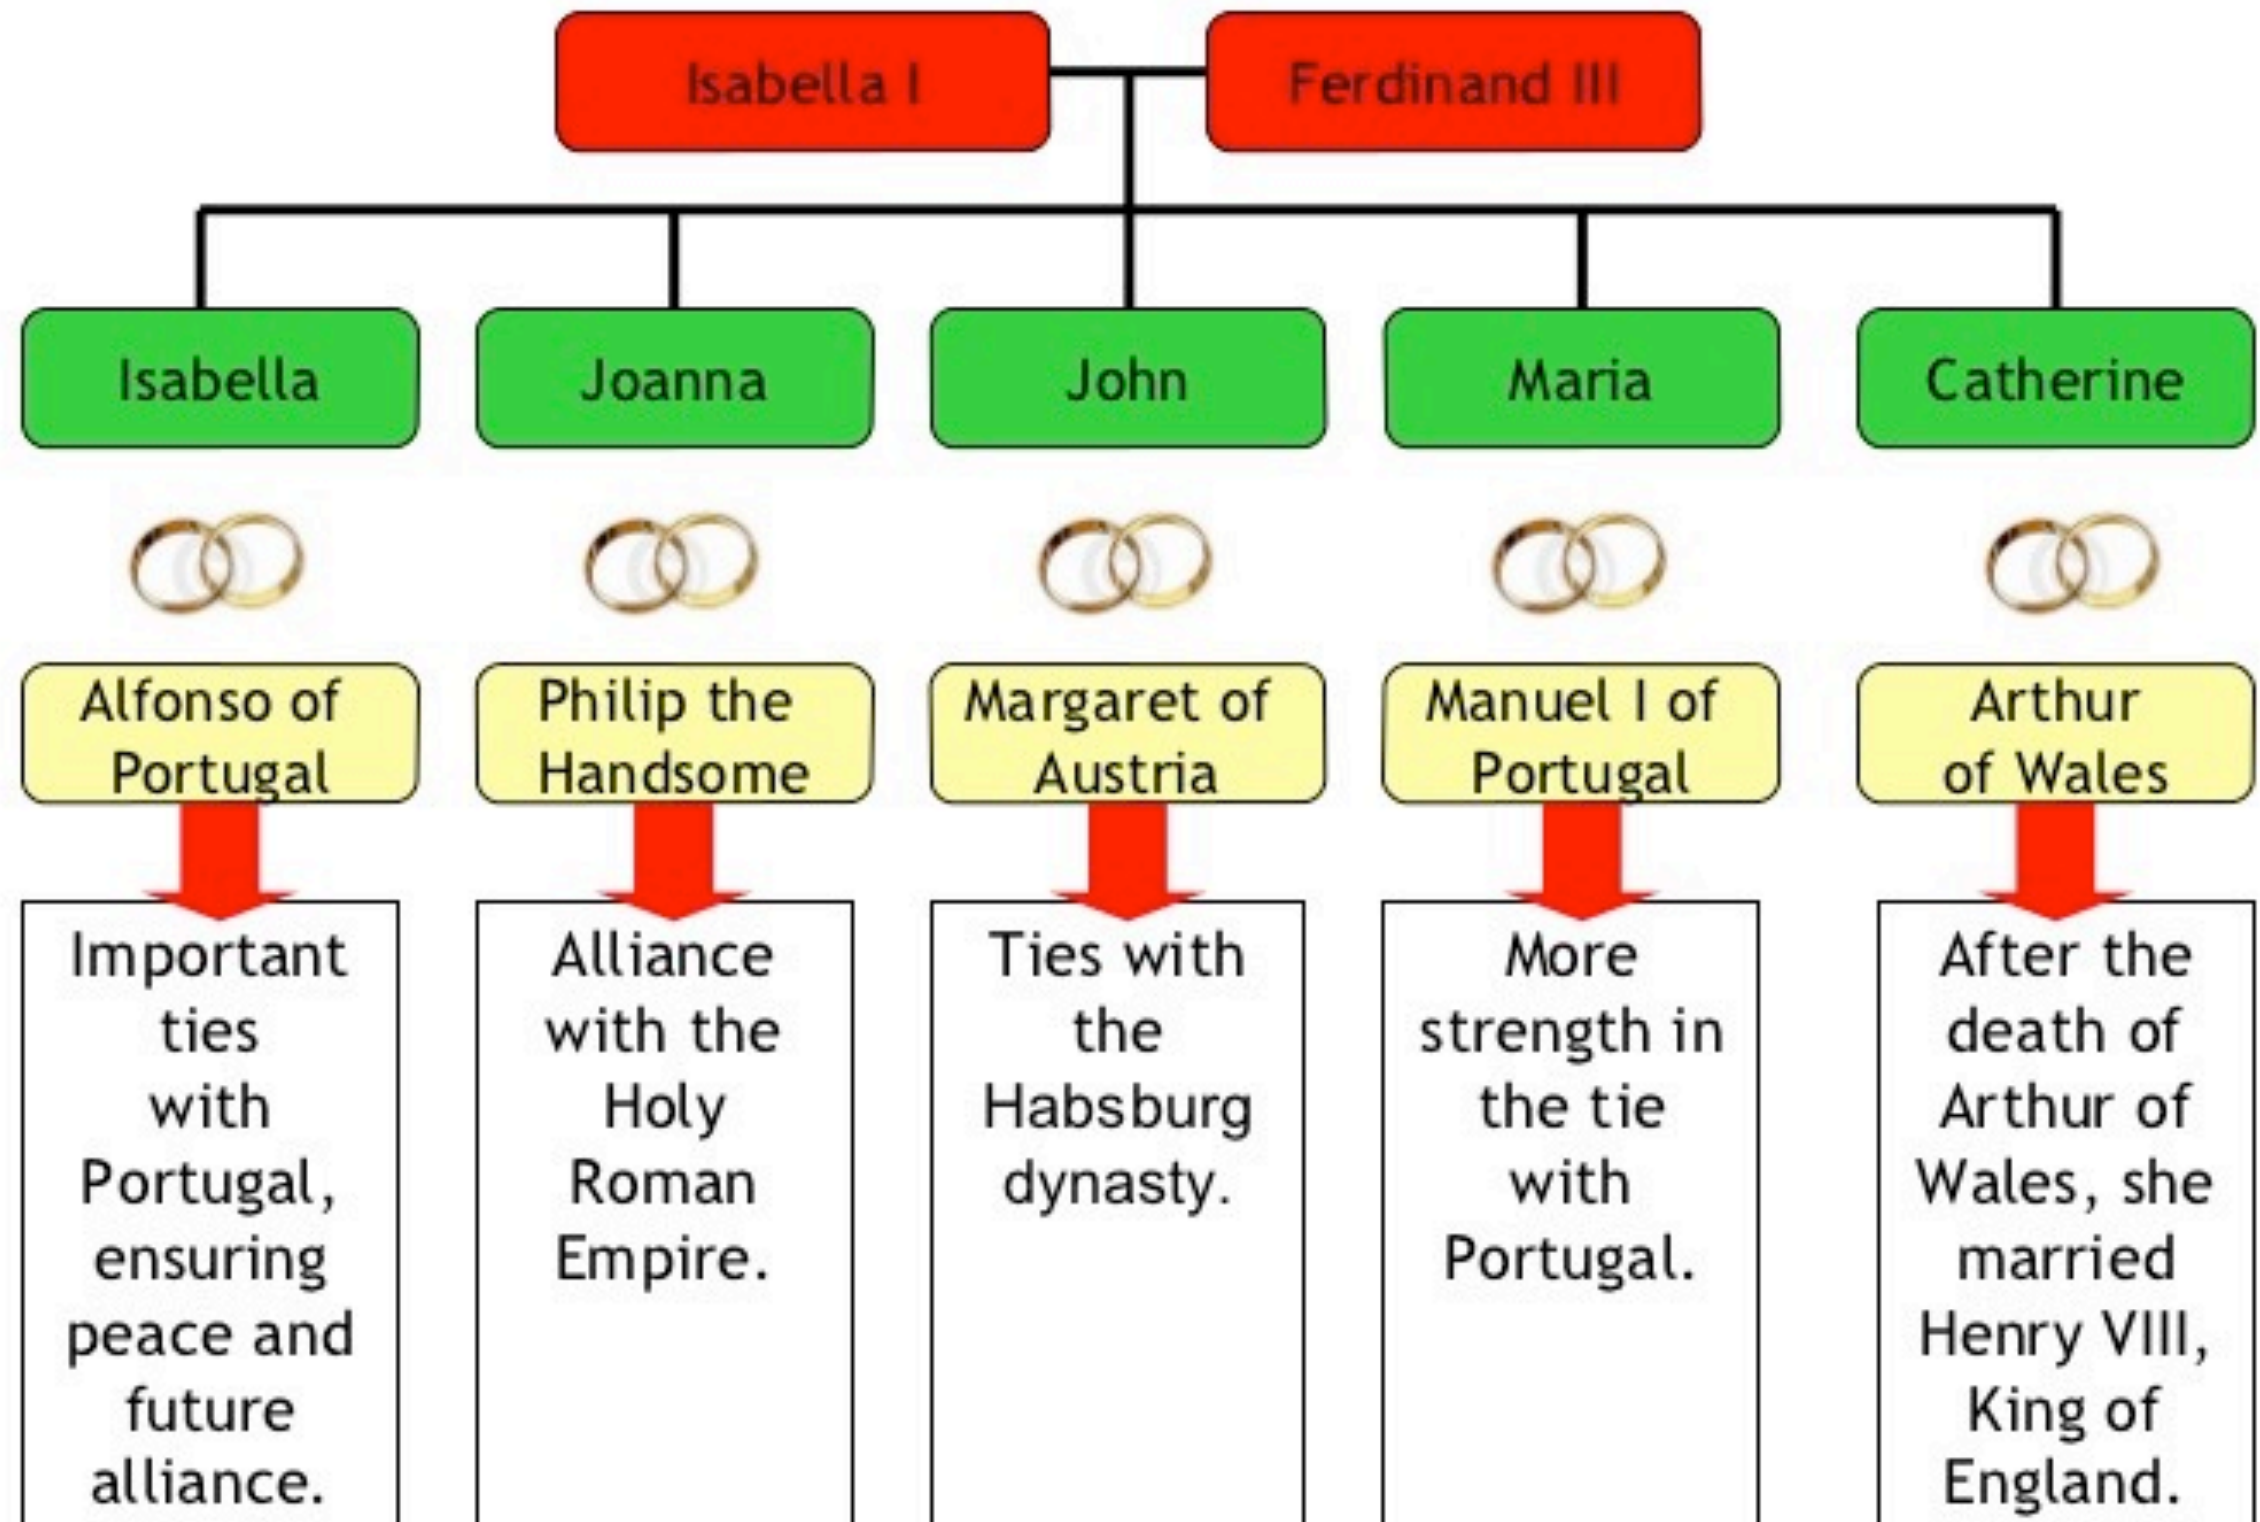 Isabella I
Ferdinand III
Isabella
Joanna
John
Maria
Catherine
Alfonso of
Portugal
Philip the
Handsome
Margaret of
Austria
Manuel I of
Portugal
Arthur
of Wales
Important
ties
with
Portugal,
ensuring
peace and
future
alliance.
Alliance
with the
Holy
Roman
Empire.
Ties with
the
Habsburg
dynasty.
More
strength in
the tie
with
Portugal.
After the
death of
Arthur of
Wales, she
married
Henry VIII,
King of
England.